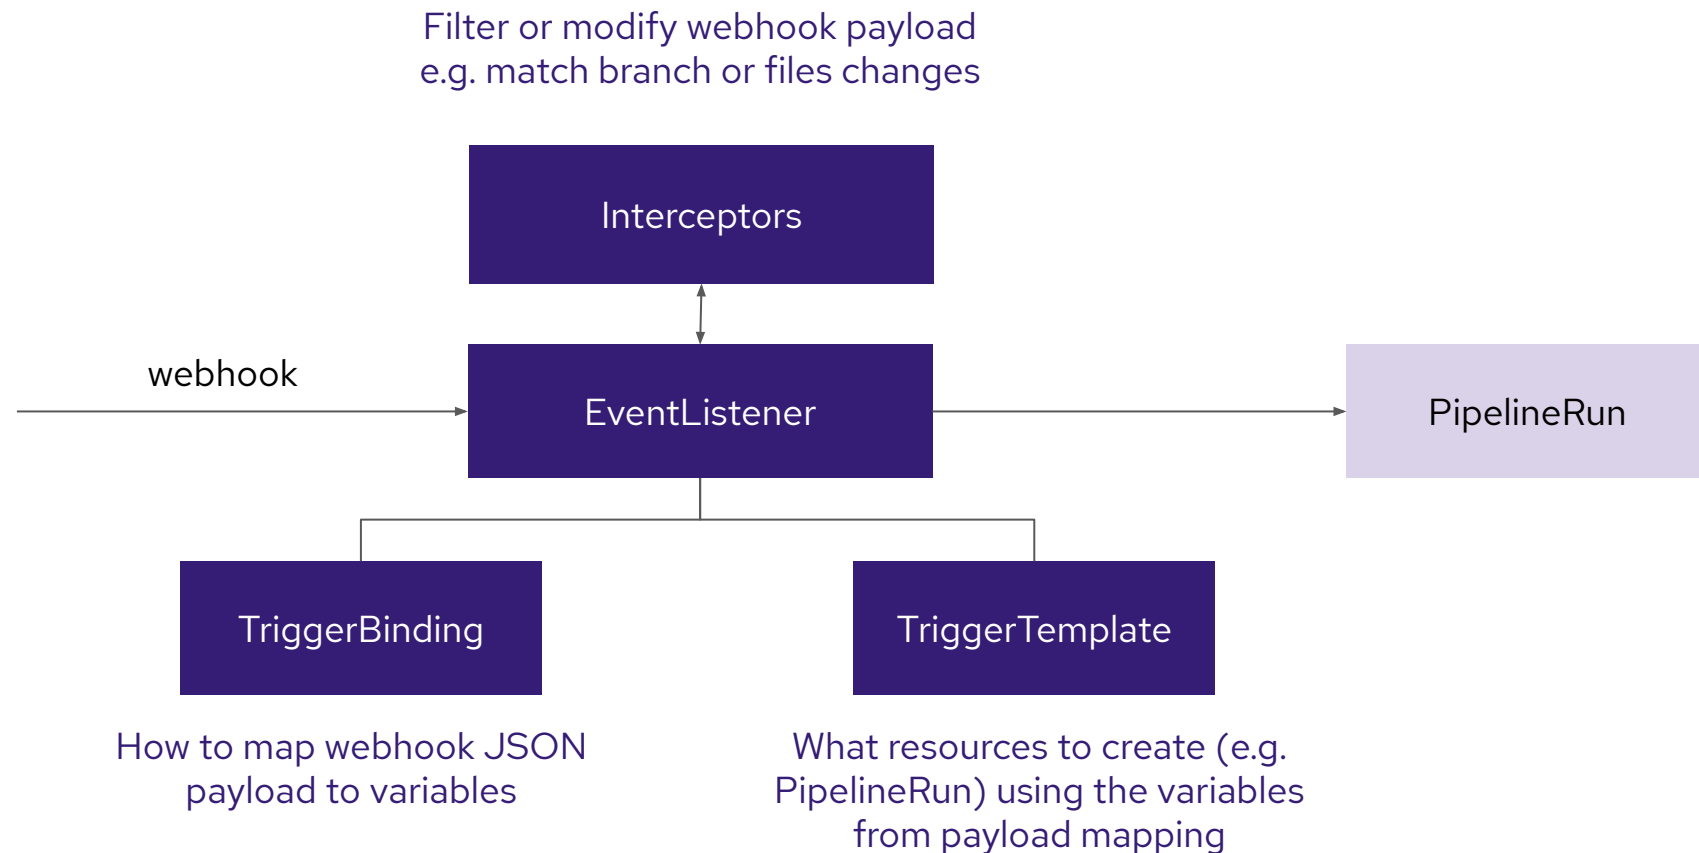 Filter or modify webhook payload
e.g. match branch or files changes
Interceptors
webhook
EventListener
PipelineRun
TriggerBinding
TriggerTemplate
How to map webhook JSON
payload to variables
What resources to create (e.g.
PipelineRun) using the variables
from payload mapping